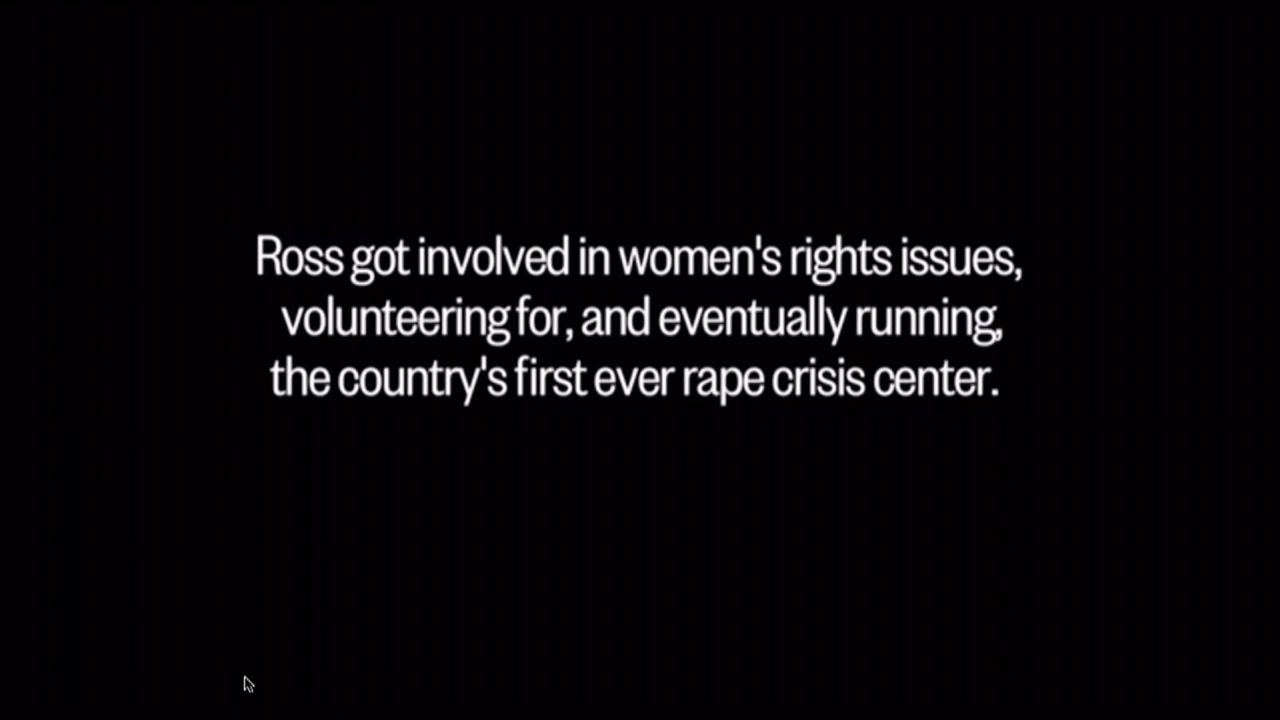 Ross got involved in women's rights issues,
volunteering for, and eventually running,
the country's first ever rape crisis center.